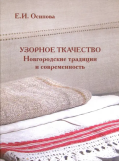 Е.И. Осипова
УЗОРНОЕ ТКАЧЕСТВО
Новгородские традиции
и современность